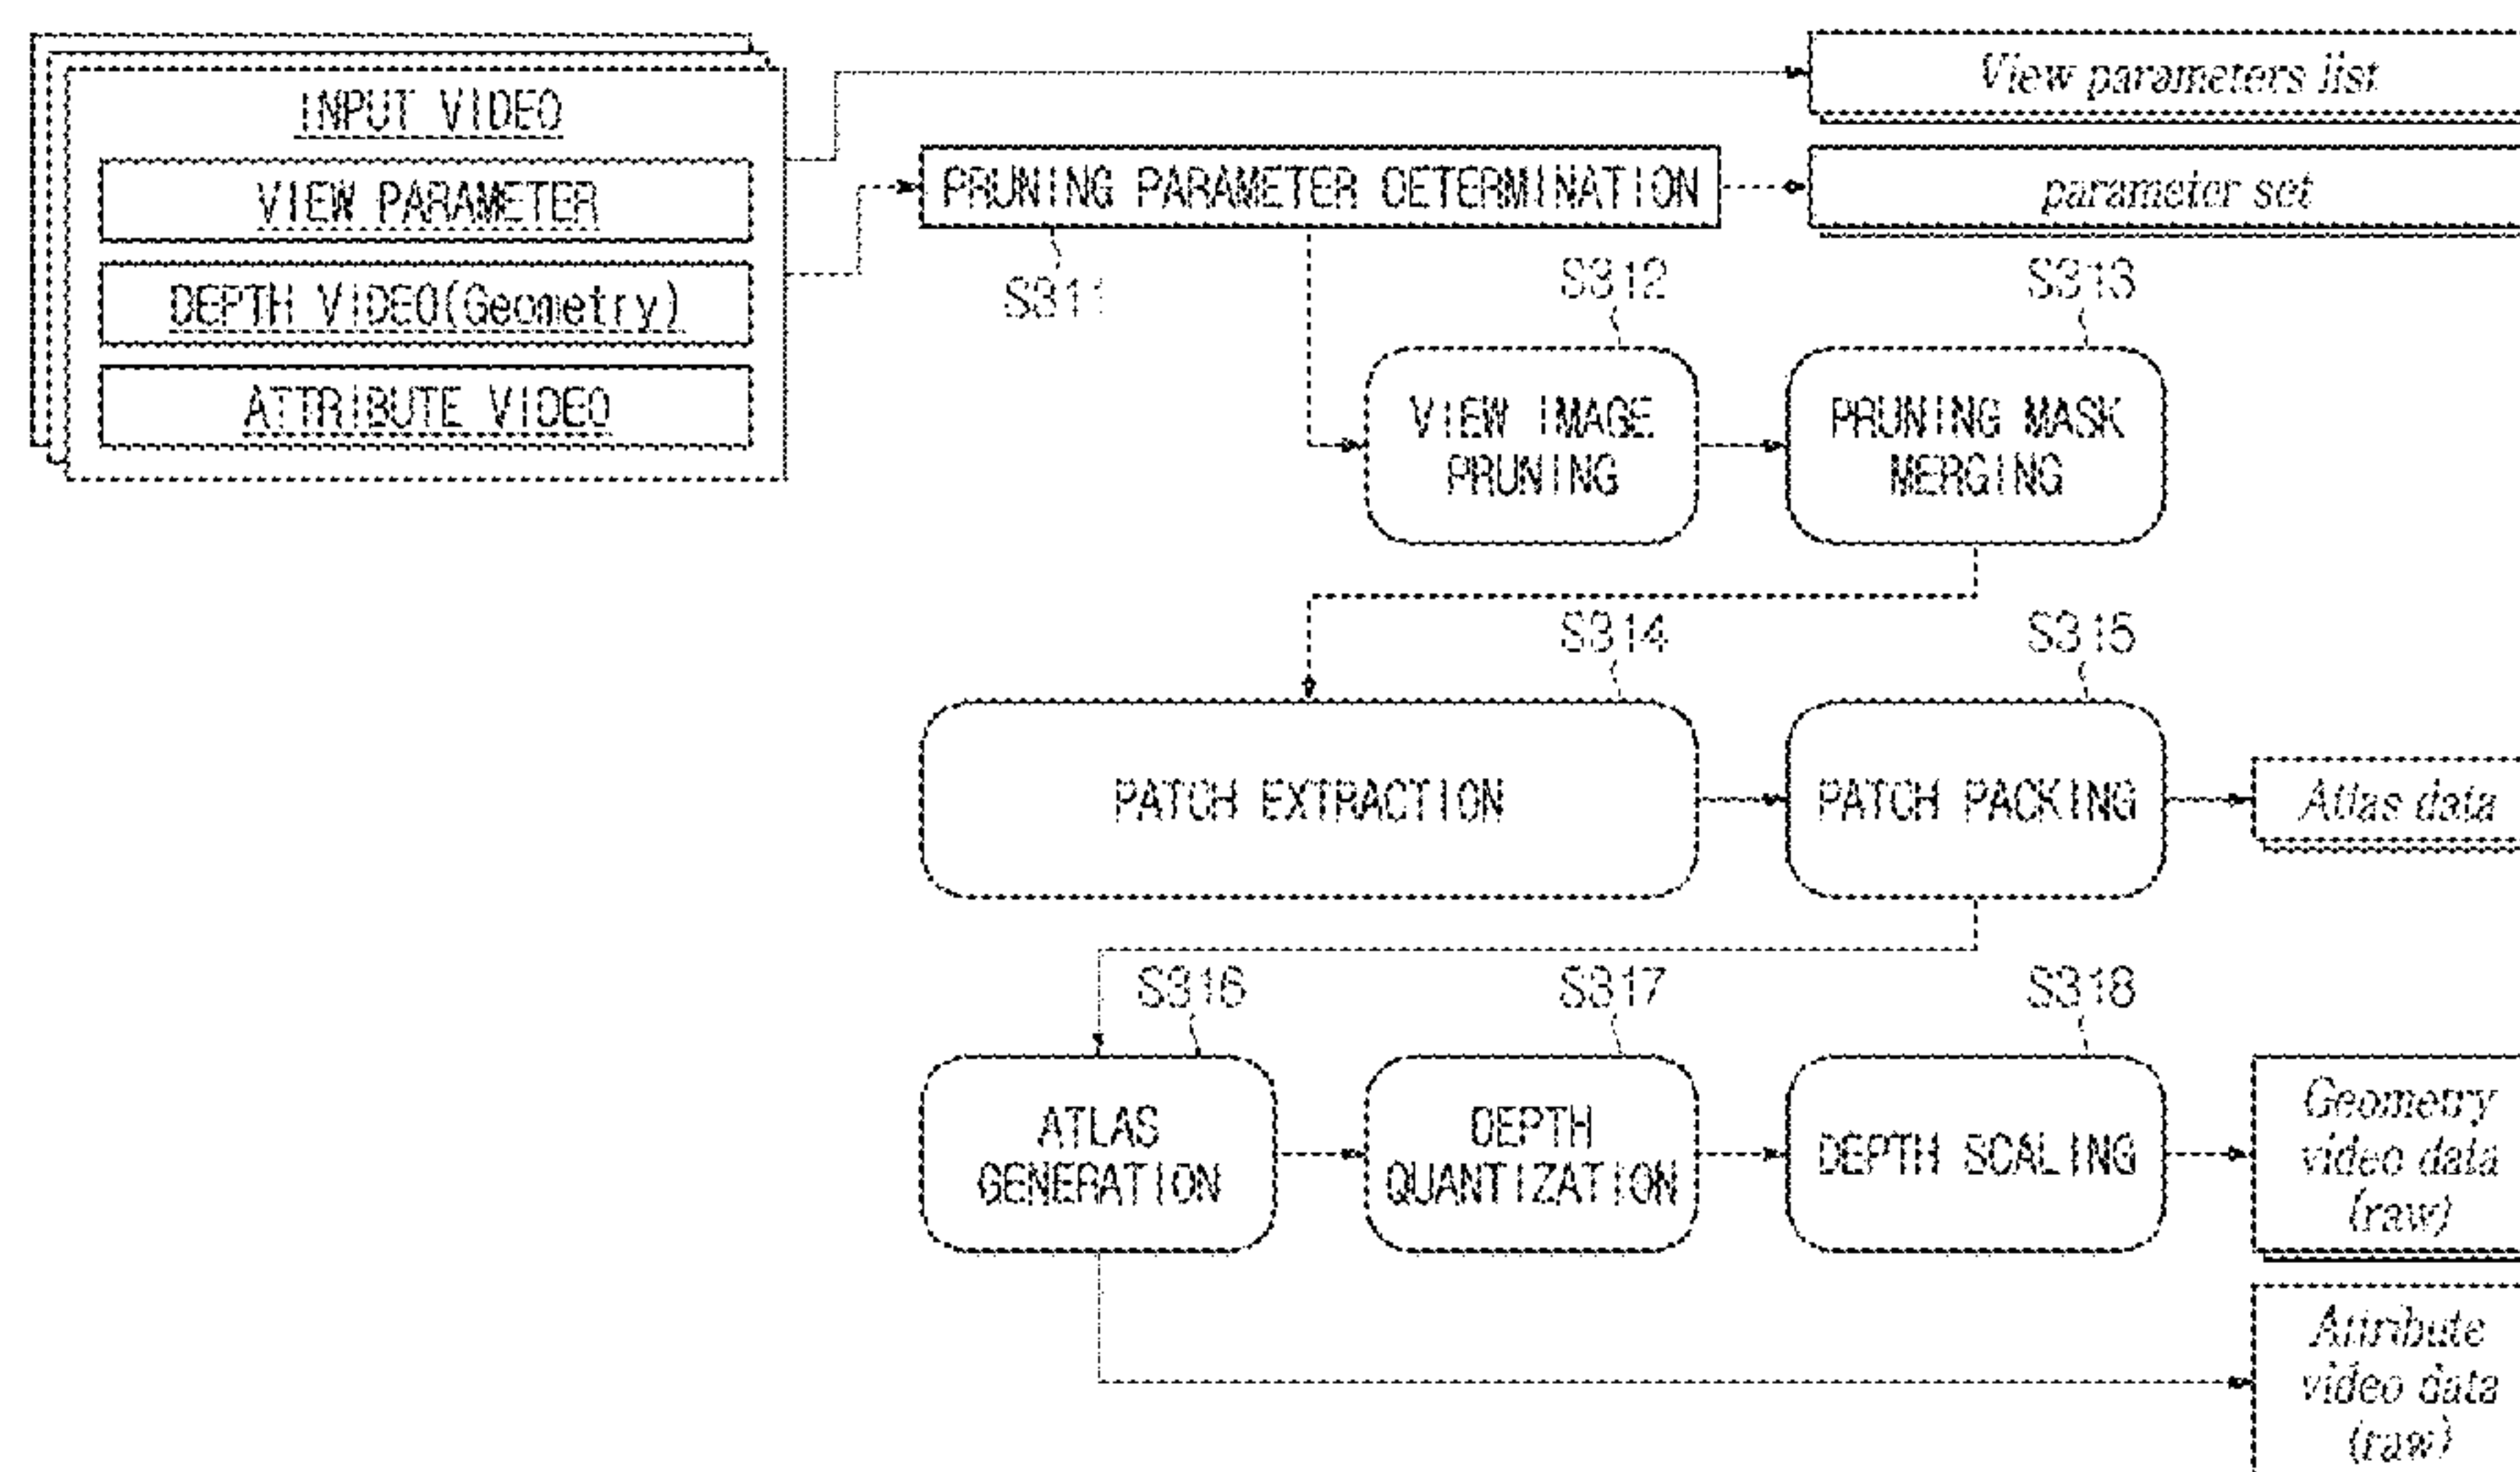 INPUT VIDEO
VIEW PARAMETER
DEPTH VIDEO(Geometry)
ATTRIBUTE VIDEO
View parameters list
PRUNING PARAMETER DETERMINATION
parameter set
S311
S312
S313
VIEW IMAGE
PRUNING
PRUNING MASK
MERGING
S314
S315
PATCH EXTRACTION
PATCH PACKING
Atlas data
S316
S317
S318
ATLAS
GENERATION
DEPTH
QUANTIZATION
DEPTH SCALING
Geometry
video data
(raw)
Attribute
video data
(raw)